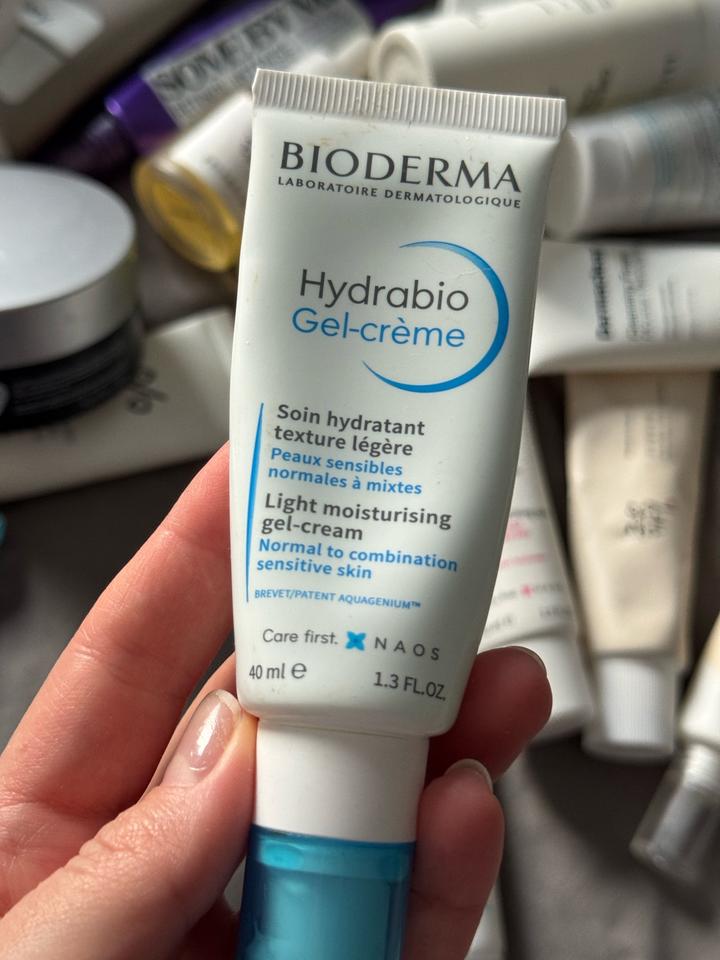 BIODERMA
LABORATOIRE DERMATOLOGIQUE
Hydrabio
Gel-crème
Soin hydratant
texture légère
Peaux sensibles
normales à mixtes
Light moisturising
gel-cream
Normal to combination
sensitive skin
BREVET/PATENT AQUAGENIUM™
Care first. NAOS
40 ml ℮ 1.3 FL.OZ.